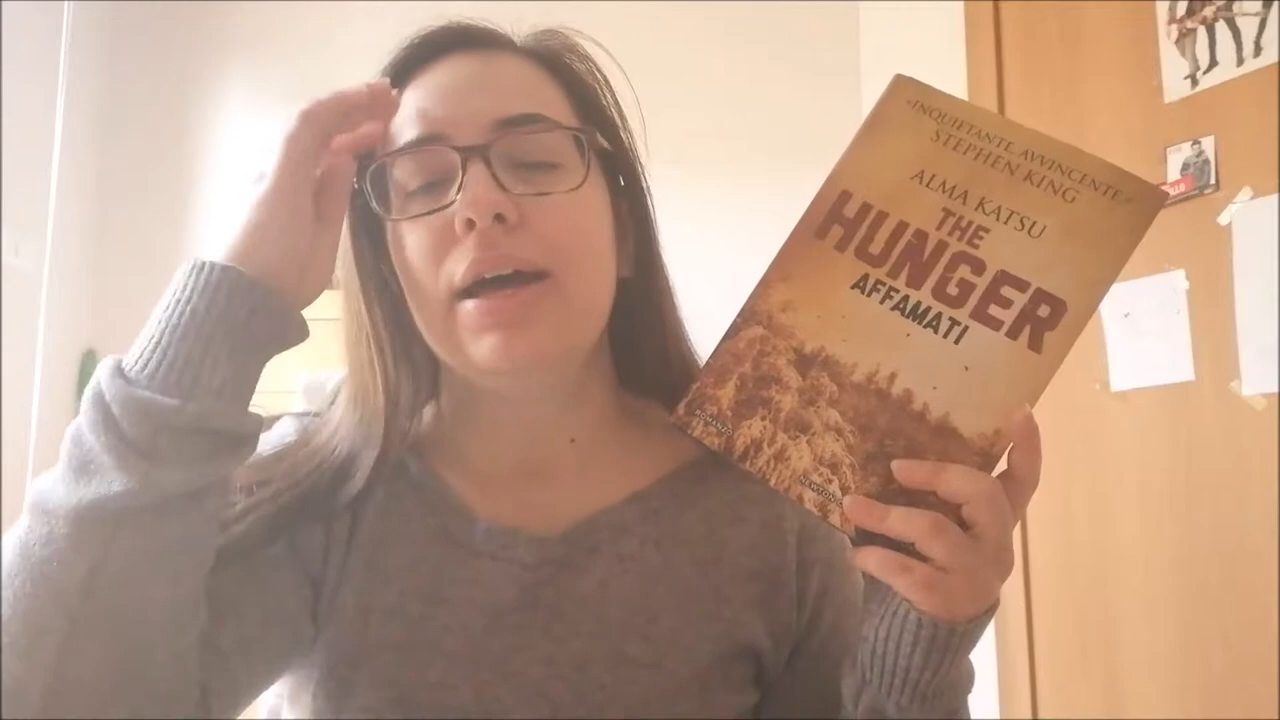 «INQUIETANTE, AVVINCENTE.»
STEPHEN KING
ALMA KATSU
THE
HUNGER
AFFAMATI
ROMANZO
NEWTON